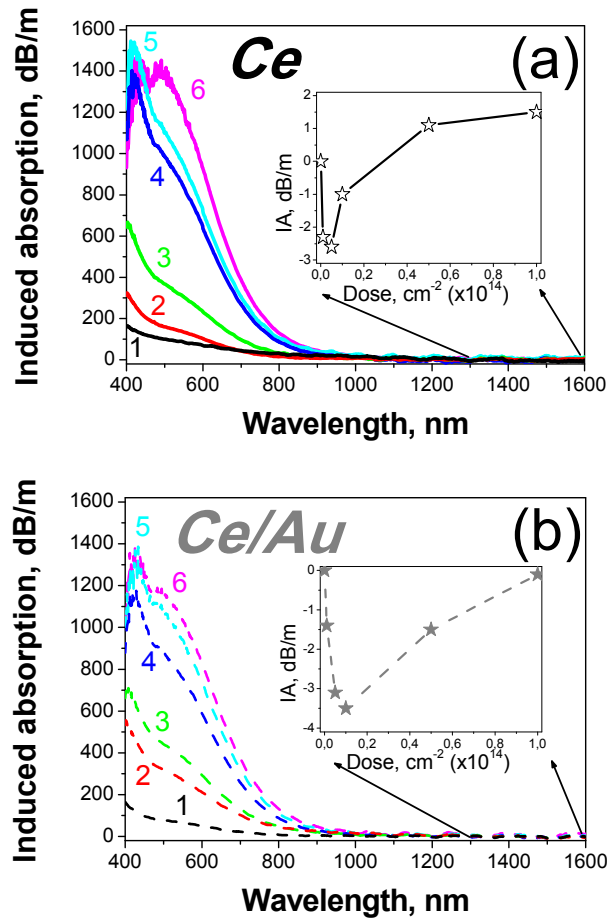 Ce
(a)
Induced absorption, dB/m
1600
1400
1200
1000
800
600
400
200
0
5
6
4
3
2
1
IA, dB/m
2
1
0
-1
-2
-3
0,0 0,2 0,4 0,6 0,8 1,0
Dose, cm-2 (x10^14)
400 600 800 1000 1200 1400 1600
Wavelength, nm
Ce/Au
(b)
Induced absorption, dB/m
1600
1400
1200
1000
800
600
400
200
0
5
6
4
3
2
1
IA, dB/m
0
-1
-2
-3
-4
0,0 0,2 0,4 0,6 0,8 1,0
Dose, cm-2 (x10^14)
400 600 800 1000 1200 1400 1600
Wavelength, nm